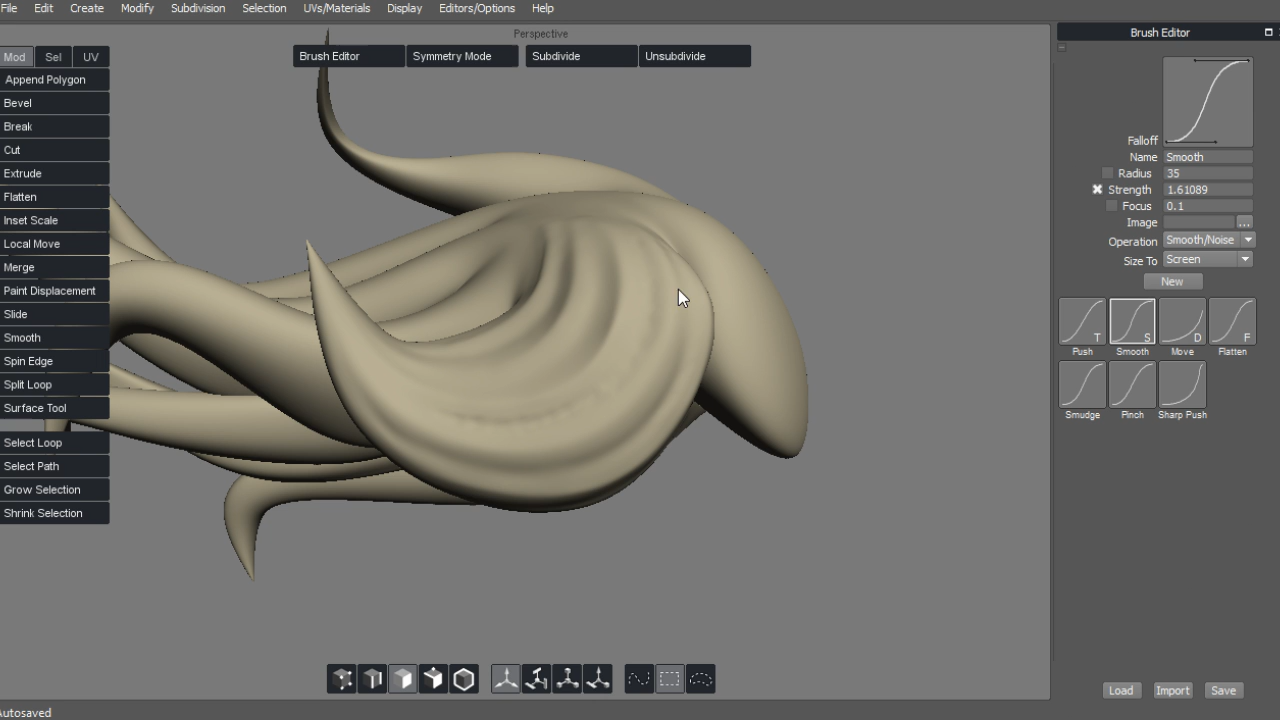 File Edit Create Modify Subdivision Selection UVs/Materials Display Editors/Options Help
Perspective
Brush Editor Symmetry Mode Subdivide Unsubdivide
Mod Sel UV
Append Polygon
Bevel
Break
Cut
Extrude
Flatten
Inset Scale
Local Move
Merge
Paint Displacement
Slide
Smooth
Spin Edge
Split Loop
Surface Tool
Select Loop
Select Path
Grow Selection
Shrink Selection
Brush Editor
Falloff
Name Smooth
Radius 35
Strength 1.61089
Focus 0.1
Image ...
Operation Smooth/Noise
Size To Screen
New
T S D F
Push Smooth Move Flatten
Smudge Pinch Sharp Push
Load Import Save
Autosaved